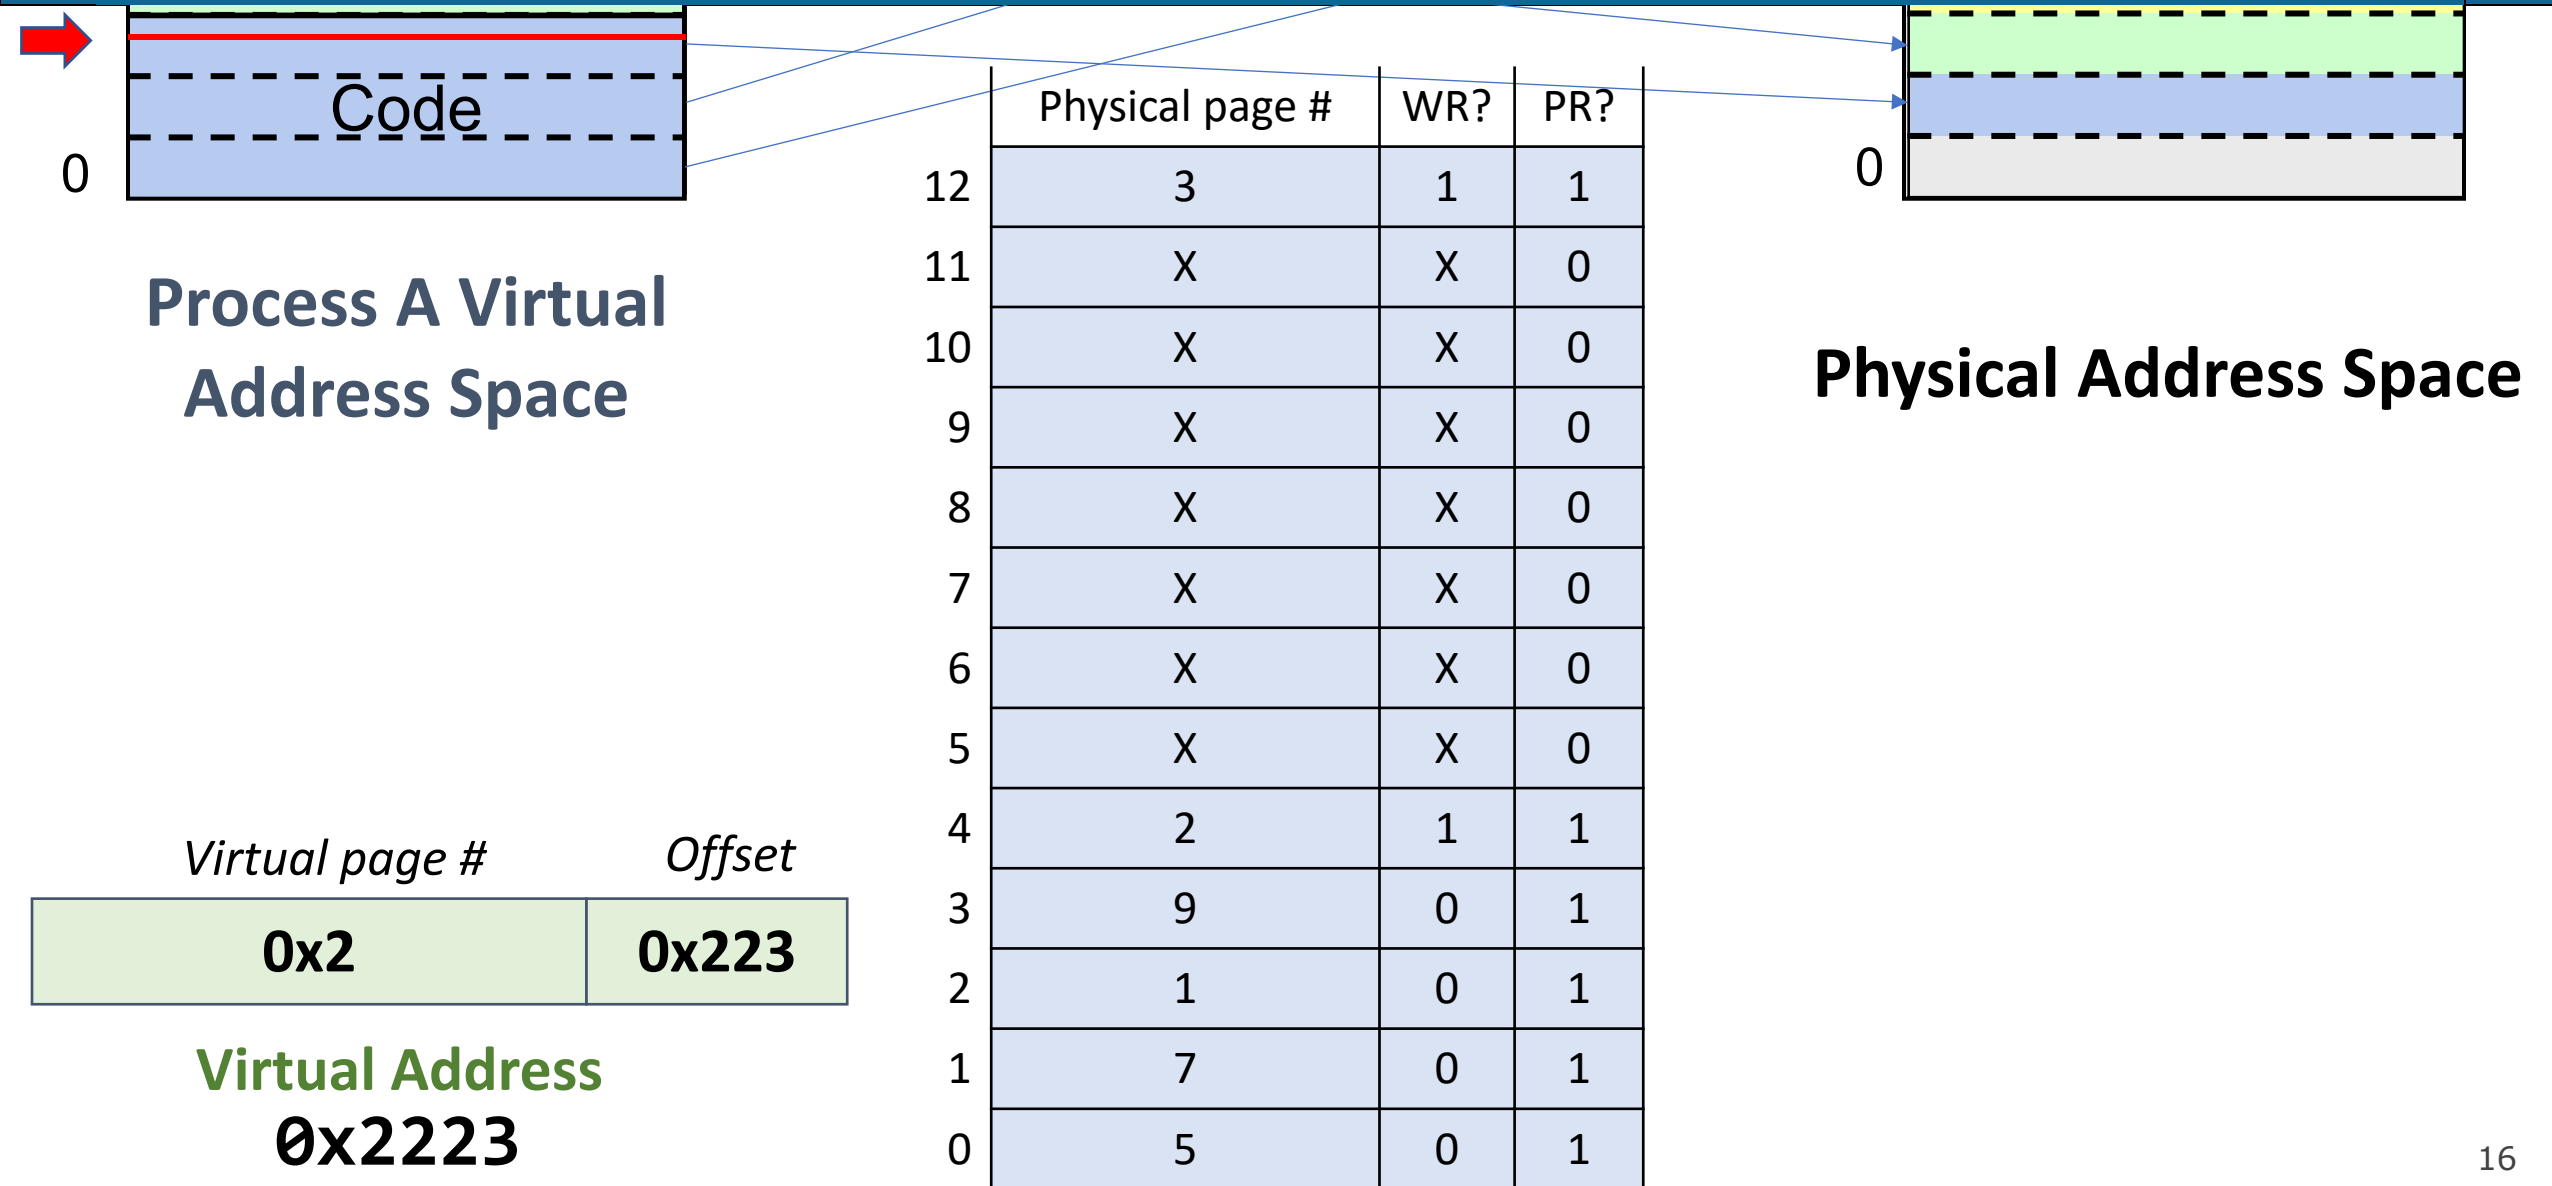 Code
0
Process A Virtual
Address Space
Physical page # WR? PR?
12 3 1 1
11 X X 0
10 X X 0
9 X X 0
8 X X 0
7 X X 0
6 X X 0
5 X X 0
4 2 1 1
3 9 0 1
2 1 0 1
1 7 0 1
0 5 0 1
0
Physical Address Space
Virtual page # Offset
0x2 0x223
Virtual Address
0x2223
16